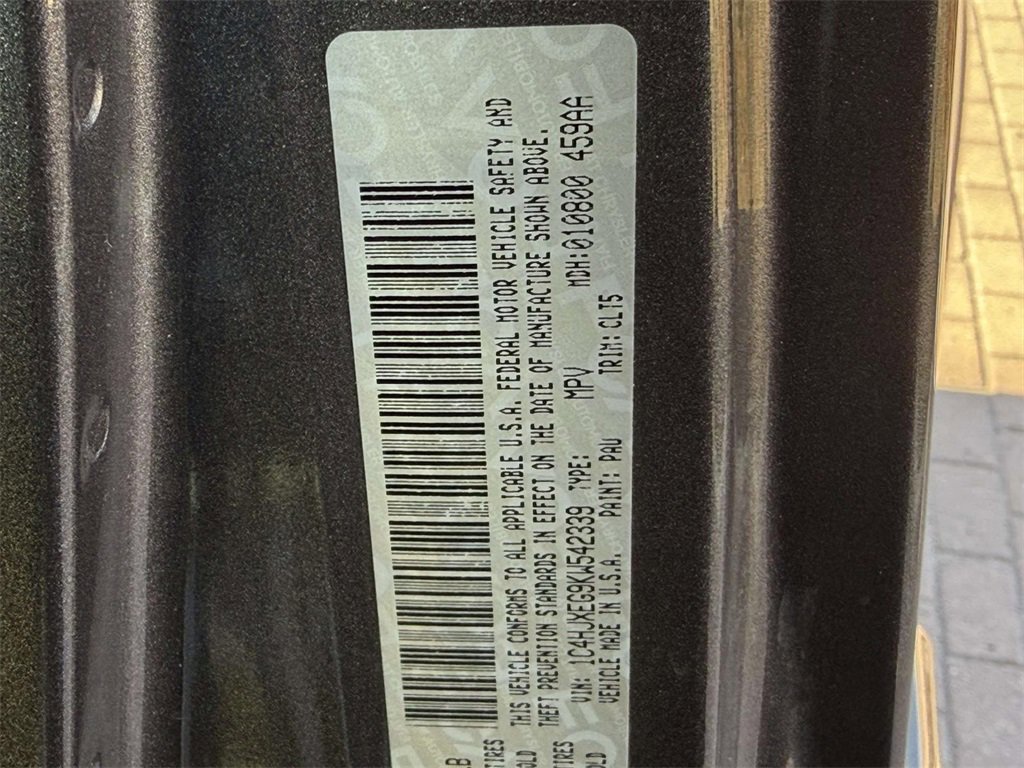 THIS VEHICLE CONFORMS TO ALL APPLICABLE U.S.A. FEDERAL MOTOR VEHICLE SAFETY AND
THEFT PREVENTION STANDARDS IN EFFECT ON THE DATE OF MANUFACTURE SHOWN ABOVE.
VIN: 1C4HJXEG9KW542339 TYPE: MPV MDH:010800 459AA
VEHICLE MADE IN U.S.A. PAINT: PAU TRIM: CLT5